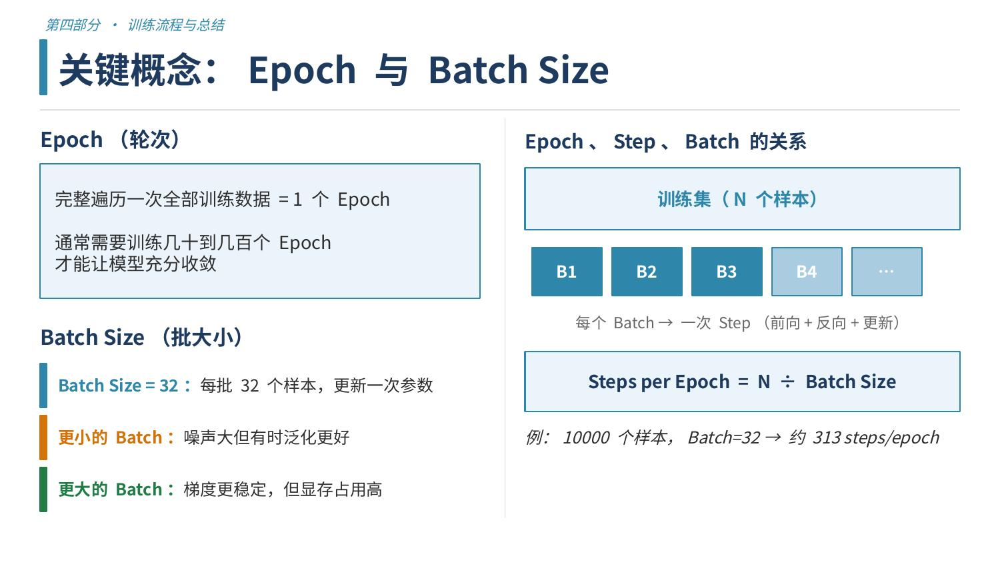 第四部分 · 训练流程与总结
关键概念： Epoch 与 Batch Size
Epoch （轮次）
完整遍历一次全部训练数据 = 1 个 Epoch
通常需要训练几十到几百个 Epoch
才能让模型充分收敛
Batch Size （批大小）
Batch Size = 32 ：每批 32 个样本，更新一次参数
更小的 Batch ：噪声大但有时泛化更好
更大的 Batch ：梯度更稳定，但显存占用高
Epoch 、 Step 、 Batch 的关系
训练集（ N 个样本）
B1 B2 B3 B4 ···
每个 Batch → 一次 Step （前向 + 反向 + 更新）
Steps per Epoch = N ÷ Batch Size
例： 10000 个样本， Batch=32 → 约 313 steps/epoch